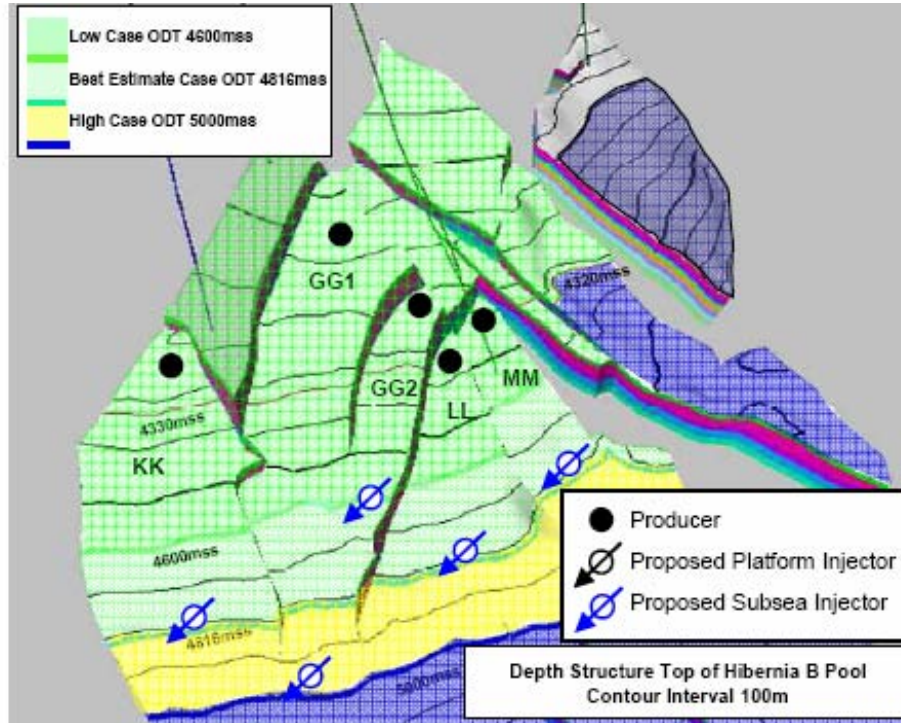 Low Case ODT 4600mss
Best Estimate Case ODT 4816mss
High Case ODT 5000mss
4320mss
GG1
GG2
MM
LL
4330mss
KK
4600mss
4816mss
5000mss
Producer
Proposed Platform Injector
Proposed Subsea Injector
Depth Structure Top of Hibernia B Pool
Contour Interval 100m